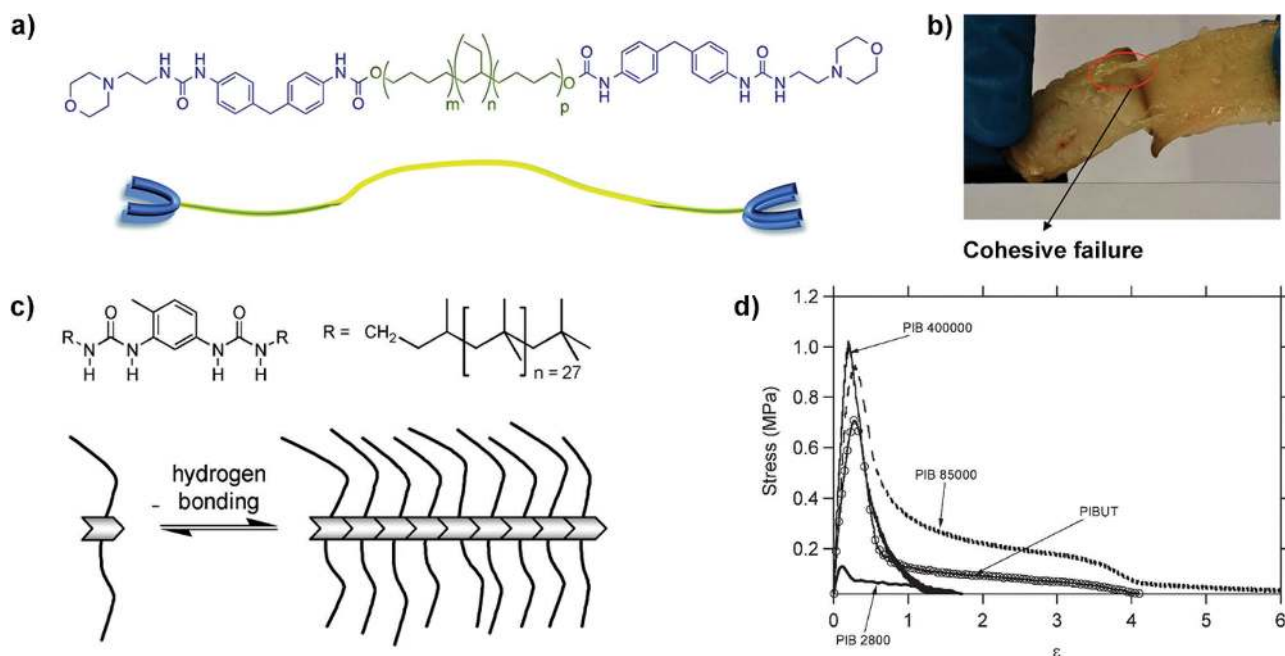 a)
O
N
H
N
H
N
O
H
N
O
O
m
n
p
O
O
N
H
O
N
H
N
H
N
O
b)
Cohesive failure
c)
O
O
R
N
H
N
H
N
H
N
H
R
R = CH2
n = 27
hydrogen
bonding
d)
Stress (MPa)
1.2
1.0
0.8
0.6
0.4
0.2
0
1
2
3
4
5
6
ε
PIB 400000
PIB 85000
PIBUT
PIB 2800